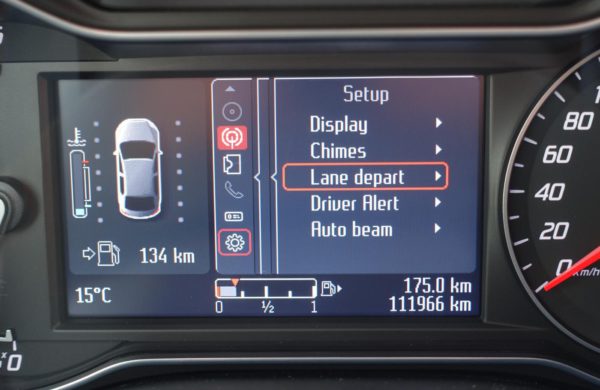 Setup
Display
Chimes
Lane depart
Driver Alert
Auto beam
134 km
15°C
0 ½ 1
175.0 km
111966 km
80
40
20
0 km/h
0